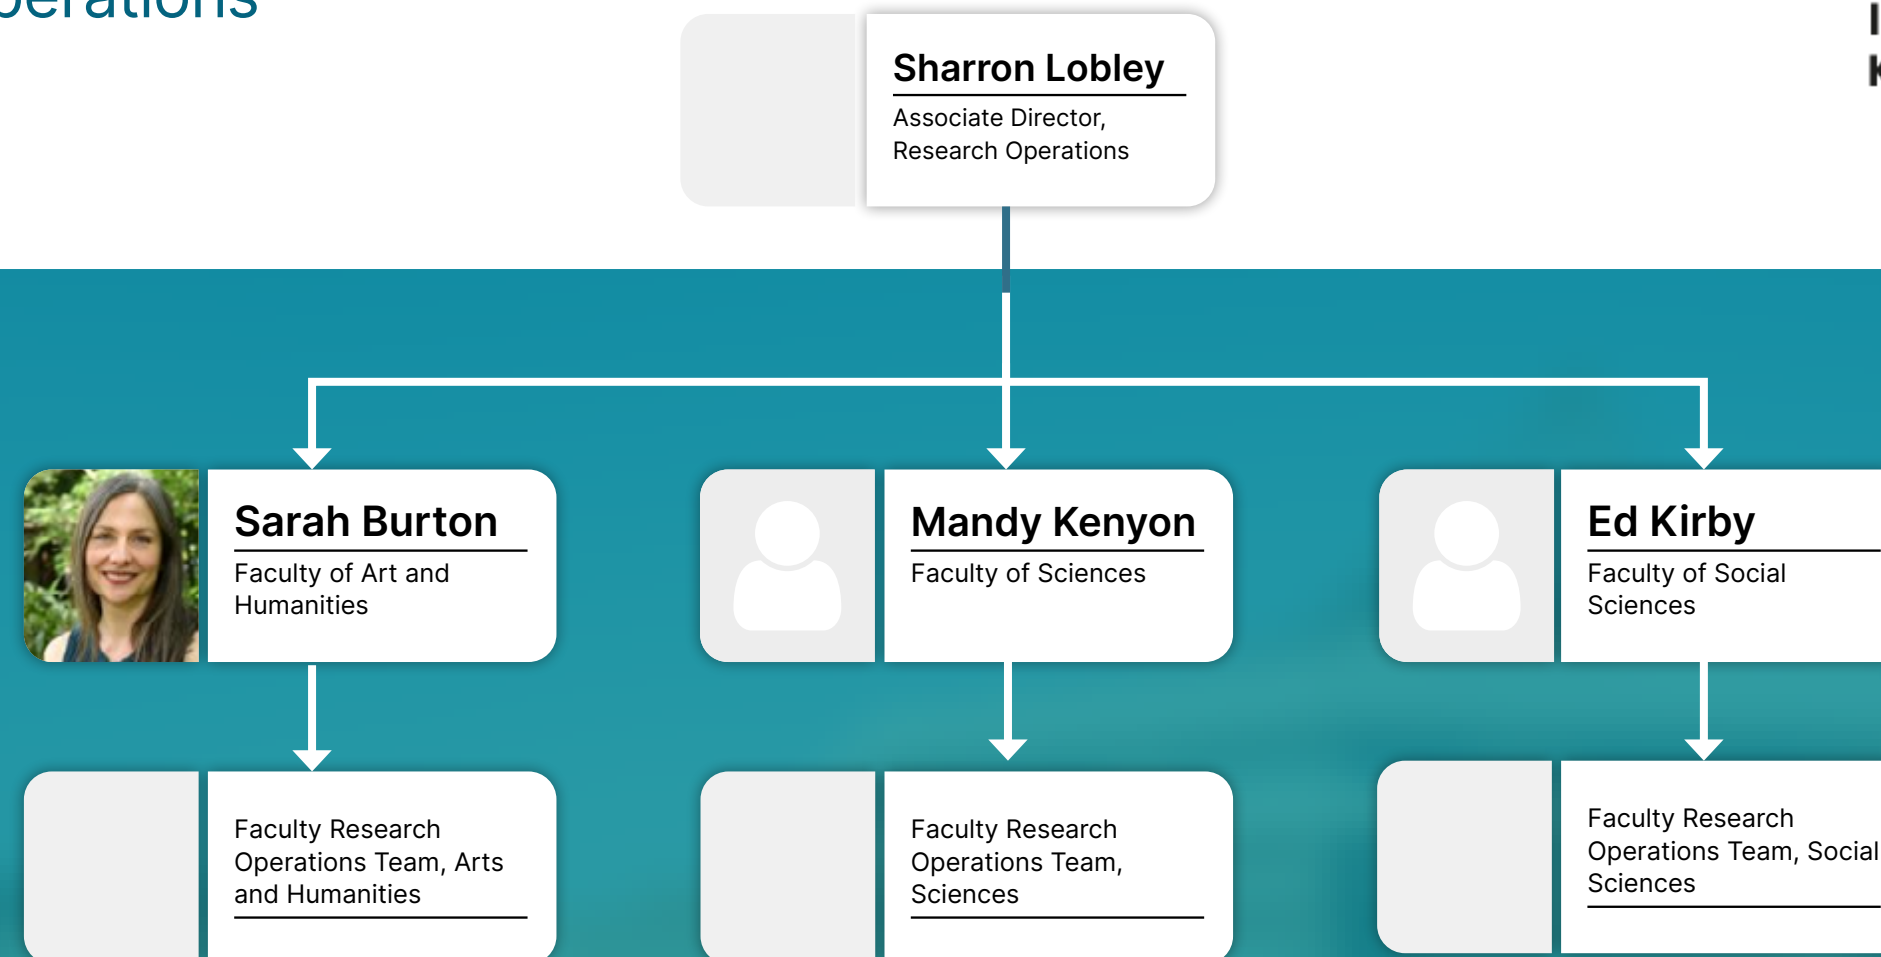 perations
Sharron Lobley
Associate Director,
Research Operations
Sarah Burton
Faculty of Art and
Humanities
Mandy Kenyon
Faculty of Sciences
Ed Kirby
Faculty of Social
Sciences
Faculty Research
Operations Team, Arts
and Humanities
Faculty Research
Operations Team,
Sciences
Faculty Research
Operations Team, Social
Sciences